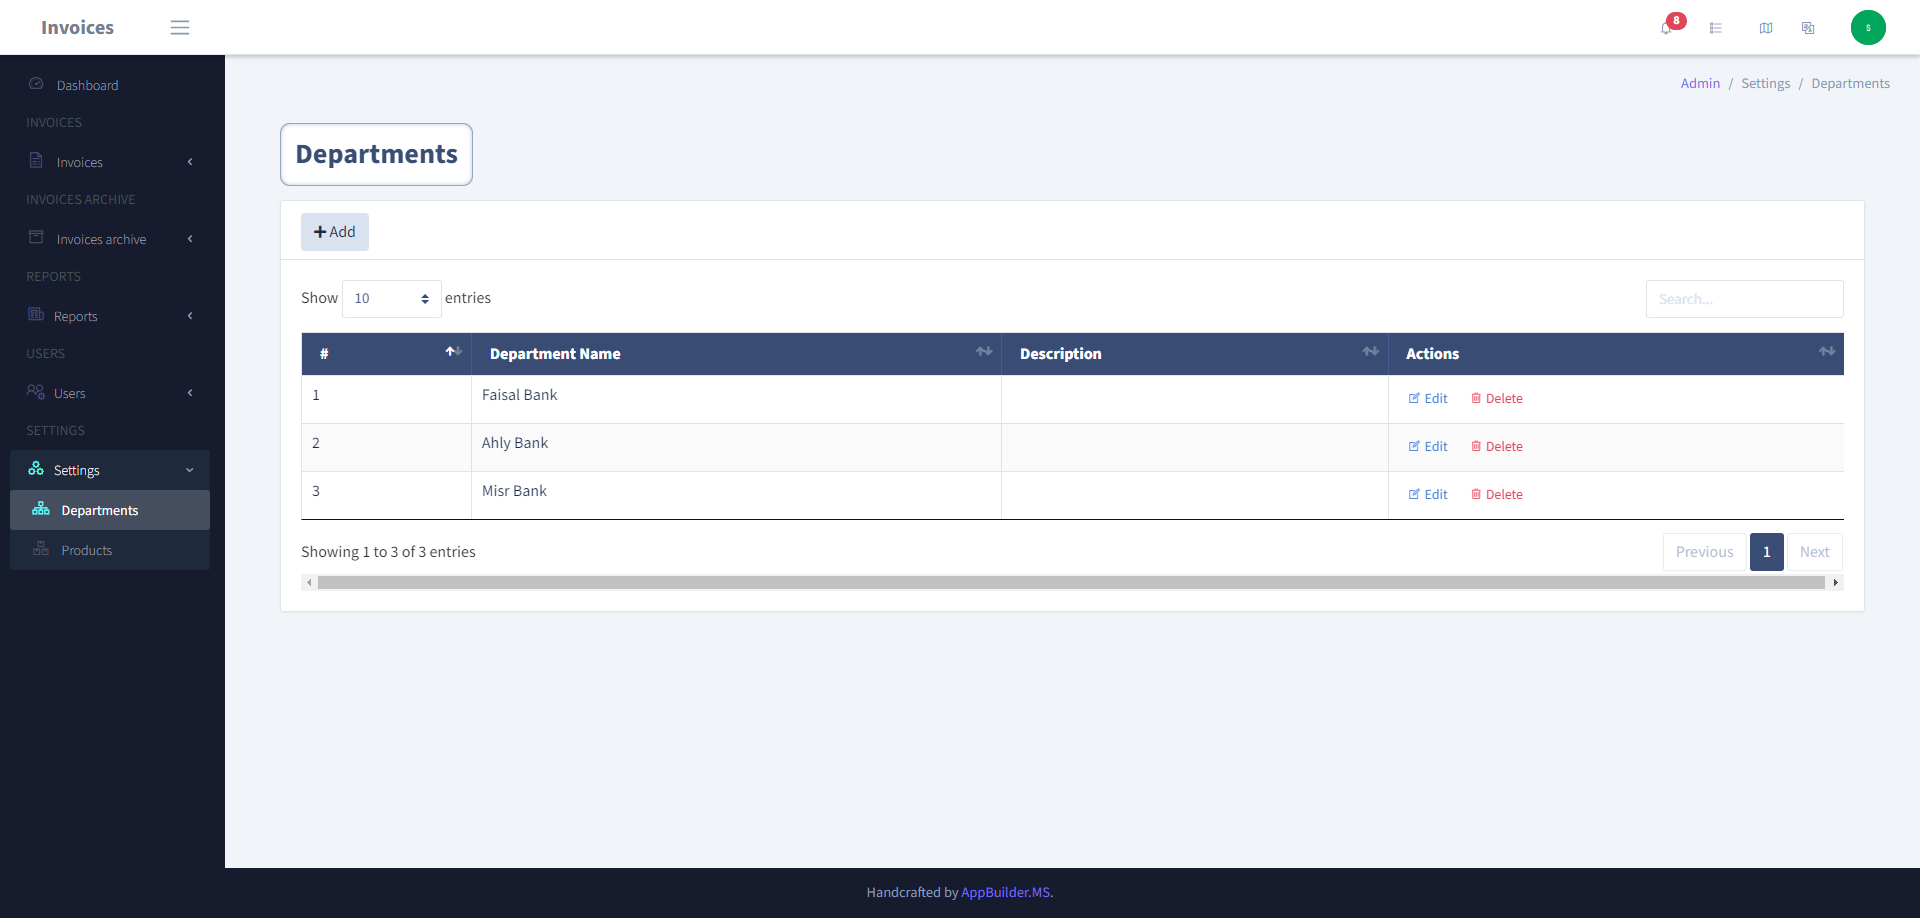 Invoices
8
s
Dashboard
INVOICES
Invoices
INVOICES ARCHIVE
Invoices archive
REPORTS
Reports
USERS
Users
SETTINGS
Settings
Departments
Products
Admin / Settings / Departments
Departments
Add
Show 10 entries
Search...
# Department Name Description Actions
1 Faisal Bank Edit Delete
2 Ahly Bank Edit Delete
3 Misr Bank Edit Delete
Showing 1 to 3 of 3 entries
Previous 1 Next
Handcrafted by AppBuilder.MS.